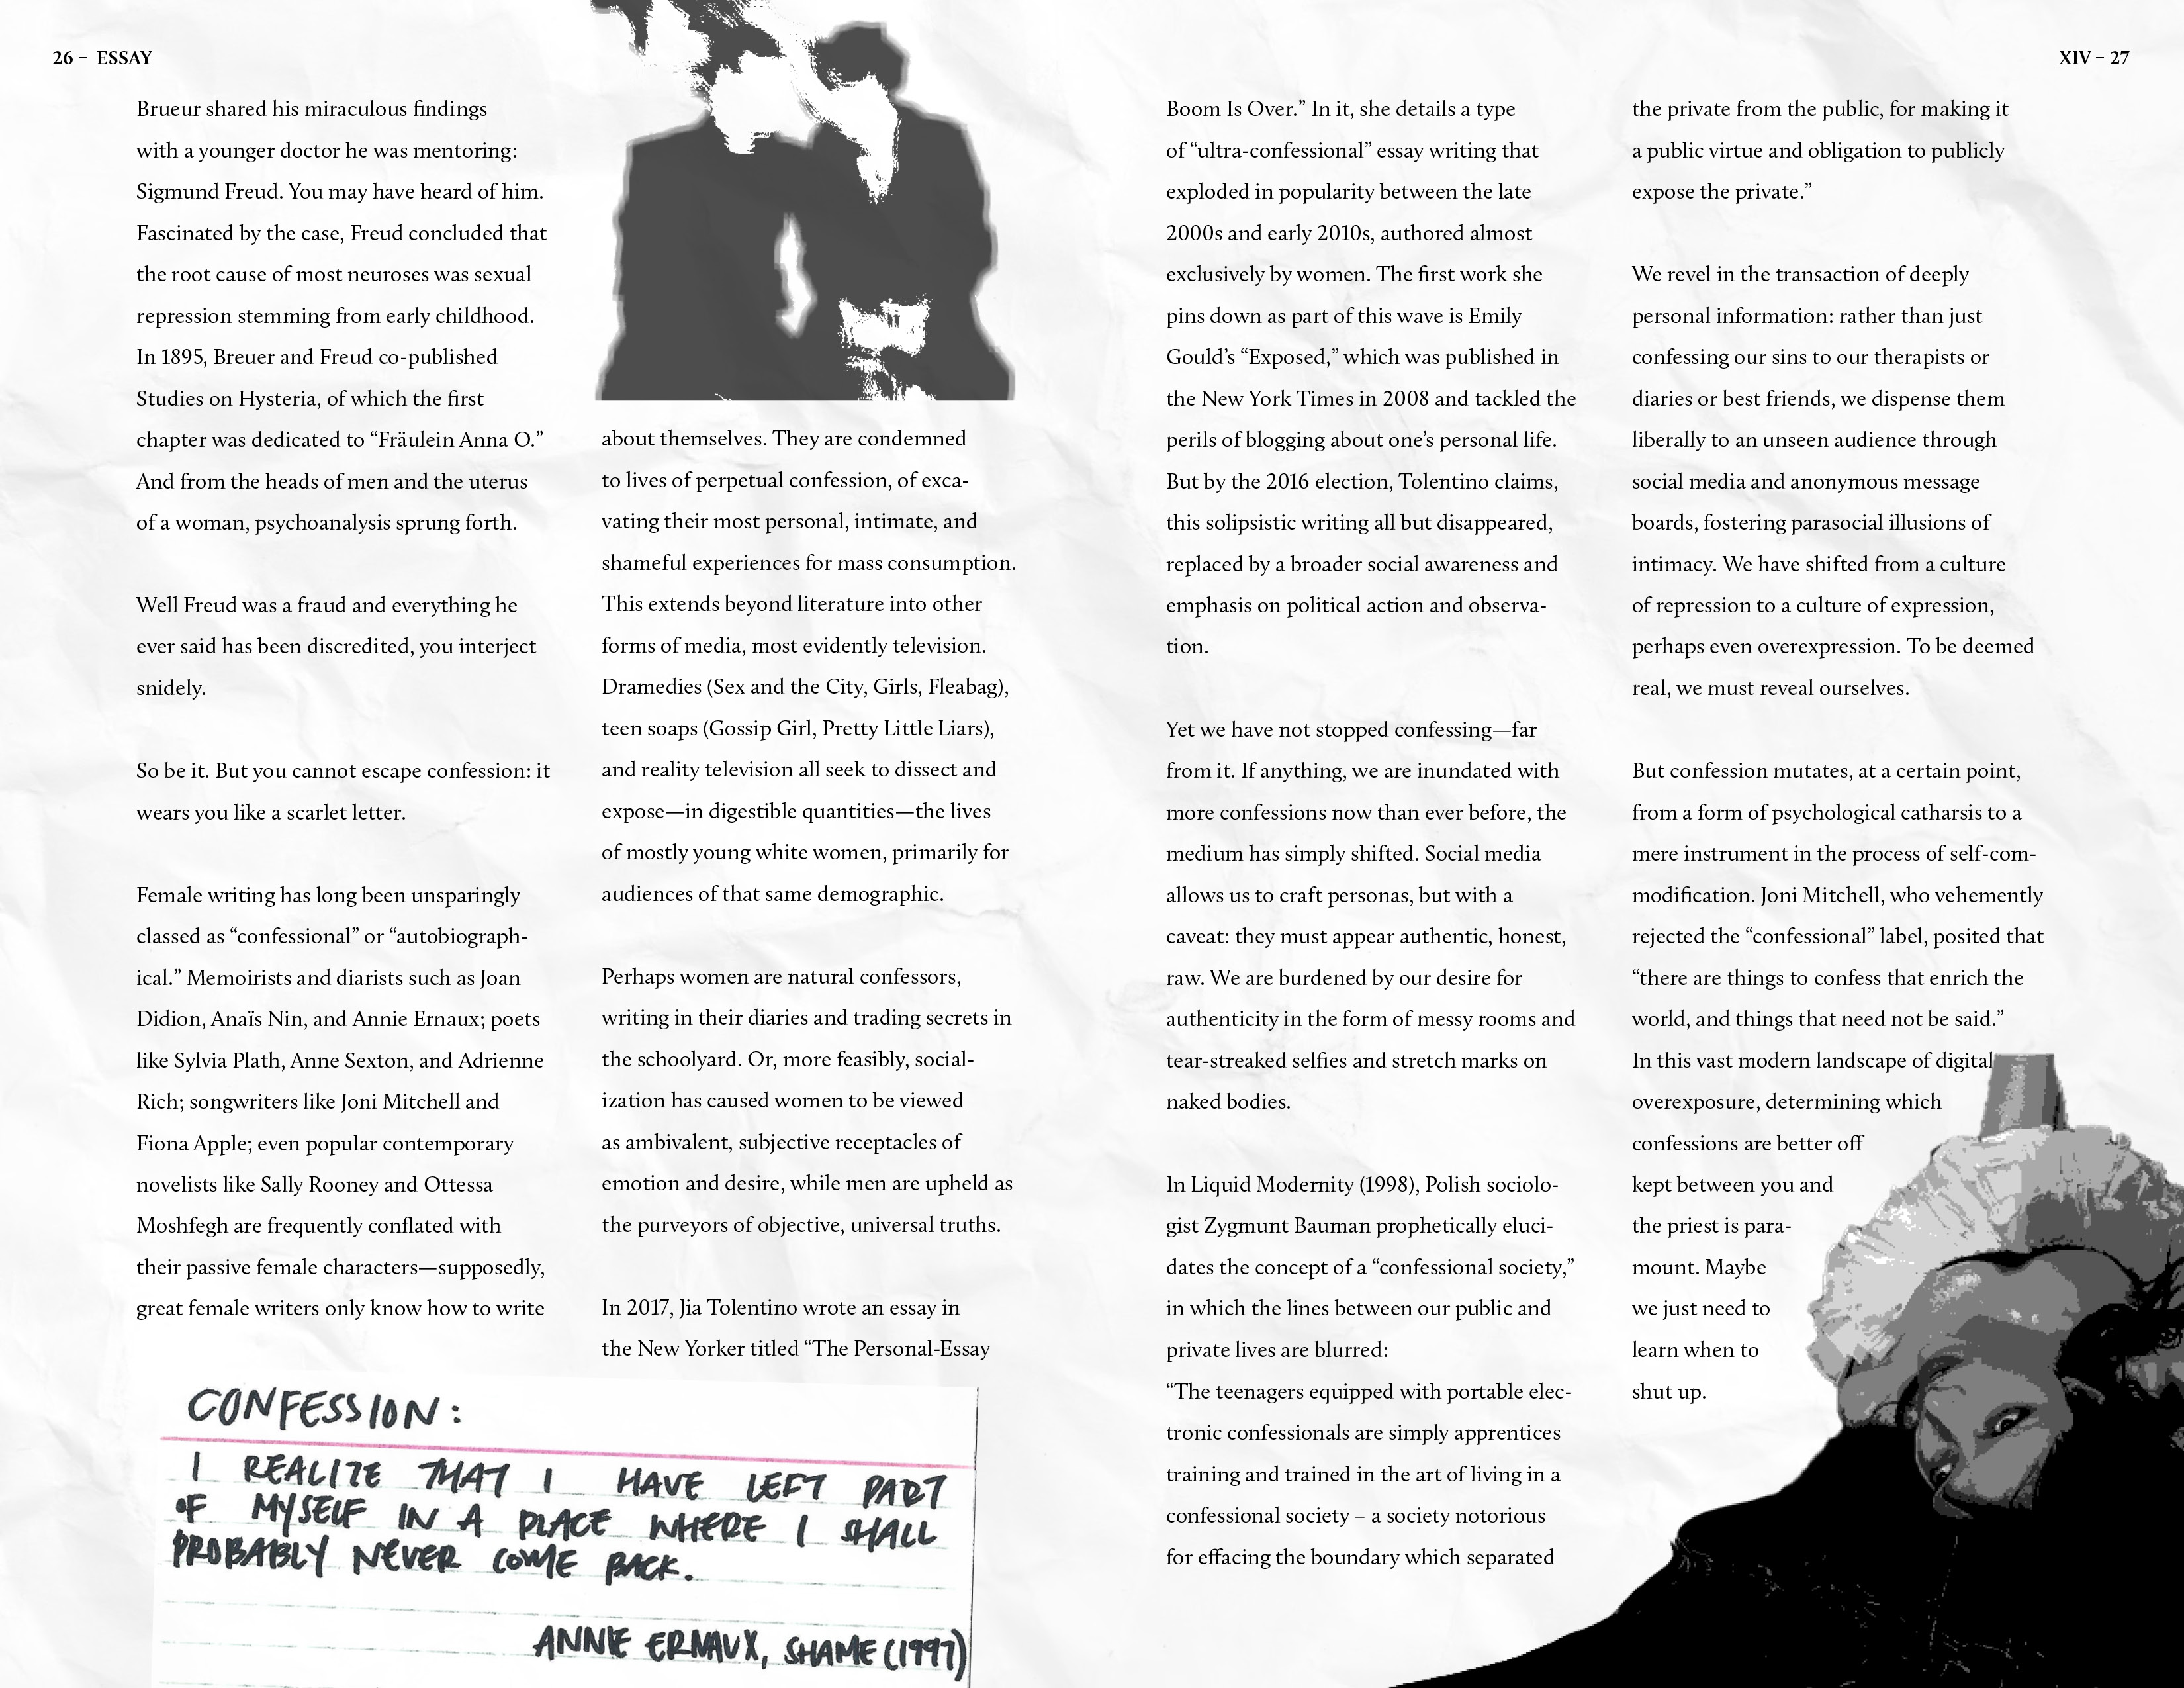 26 – ESSAY
Brueur shared his miraculous findings
with a younger doctor he was mentoring:
Sigmund Freud. You may have heard of him.
Fascinated by the case, Freud concluded that
the root cause of most neuroses was sexual
repression stemming from early childhood.
In 1895, Breuer and Freud co-published
Studies on Hysteria, of which the first
chapter was dedicated to “Fräulein Anna O.”
And from the heads of men and the uterus
of a woman, psychoanalysis sprung forth.
Well Freud was a fraud and everything he
ever said has been discredited, you interject
snidely.
So be it. But you cannot escape confession: it
wears you like a scarlet letter.
Female writing has long been unsparingly
classed as “confessional” or “autobiograph-
ical.” Memoirists and diarists such as Joan
Didion, Anaïs Nin, and Annie Ernaux; poets
like Sylvia Plath, Anne Sexton, and Adrienne
Rich; songwriters like Joni Mitchell and
Fiona Apple; even popular contemporary
novelists like Sally Rooney and Ottessa
Moshfegh are frequently conflated with
their passive female characters—supposedly,
great female writers only know how to write
about themselves. They are condemned
to lives of perpetual confession, of exca-
vating their most personal, intimate, and
shameful experiences for mass consumption.
This extends beyond literature into other
forms of media, most evidently television.
Dramedies (Sex and the City, Girls, Fleabag),
teen soaps (Gossip Girl, Pretty Little Liars),
and reality television all seek to dissect and
expose—in digestible quantities—the lives
of mostly young white women, primarily for
audiences of that same demographic.
Perhaps women are natural confessors,
writing in their diaries and trading secrets in
the schoolyard. Or, more feasibly, social-
ization has caused women to be viewed
as ambivalent, subjective receptacles of
emotion and desire, while men are upheld as
the purveyors of objective, universal truths.
In 2017, Jia Tolentino wrote an essay in
the New Yorker titled “The Personal-Essay
CONFESSION:
I REALIZE THAT I HAVE LEFT PART
OF MYSELF IN A PLACE WHERE I SHALL
PROBABLY NEVER COME BACK.
ANNIE ERNAUX, SHAME (1997)
XIV – 27
Boom Is Over.” In it, she details a type
of “ultra-confessional” essay writing that
exploded in popularity between the late
2000s and early 2010s, authored almost
exclusively by women. The first work she
pins down as part of this wave is Emily
Gould’s “Exposed,” which was published in
the New York Times in 2008 and tackled the
perils of blogging about one’s personal life.
But by the 2016 election, Tolentino claims,
this solipsistic writing all but disappeared,
replaced by a broader social awareness and
emphasis on political action and observa-
tion.
Yet we have not stopped confessing—far
from it. If anything, we are inundated with
more confessions now than ever before, the
medium has simply shifted. Social media
allows us to craft personas, but with a
caveat: they must appear authentic, honest,
raw. We are burdened by our desire for
authenticity in the form of messy rooms and
tear-streaked selfies and stretch marks on
naked bodies.
In Liquid Modernity (1998), Polish sociolo-
gist Zygmunt Bauman prophetically eluci-
dates the concept of a “confessional society,”
in which the lines between our public and
private lives are blurred:
“The teenagers equipped with portable elec-
tronic confessionals are simply apprentices
training and trained in the art of living in a
confessional society – a society notorious
for effacing the boundary which separated
the private from the public, for making it
a public virtue and obligation to publicly
expose the private.”
We revel in the transaction of deeply
personal information: rather than just
confessing our sins to our therapists or
diaries or best friends, we dispense them
liberally to an unseen audience through
social media and anonymous message
boards, fostering parasocial illusions of
intimacy. We have shifted from a culture
of repression to a culture of expression,
perhaps even overexpression. To be deemed
real, we must reveal ourselves.
But confession mutates, at a certain point,
from a form of psychological catharsis to a
mere instrument in the process of self-com-
modification. Joni Mitchell, who vehemently
rejected the “confessional” label, posited that
“there are things to confess that enrich the
world, and things that need not be said.”
In this vast modern landscape of digital
overexposure, determining which
confessions are better off
kept between you and
the priest is para-
mount. Maybe
we just need to
learn when to
shut up.